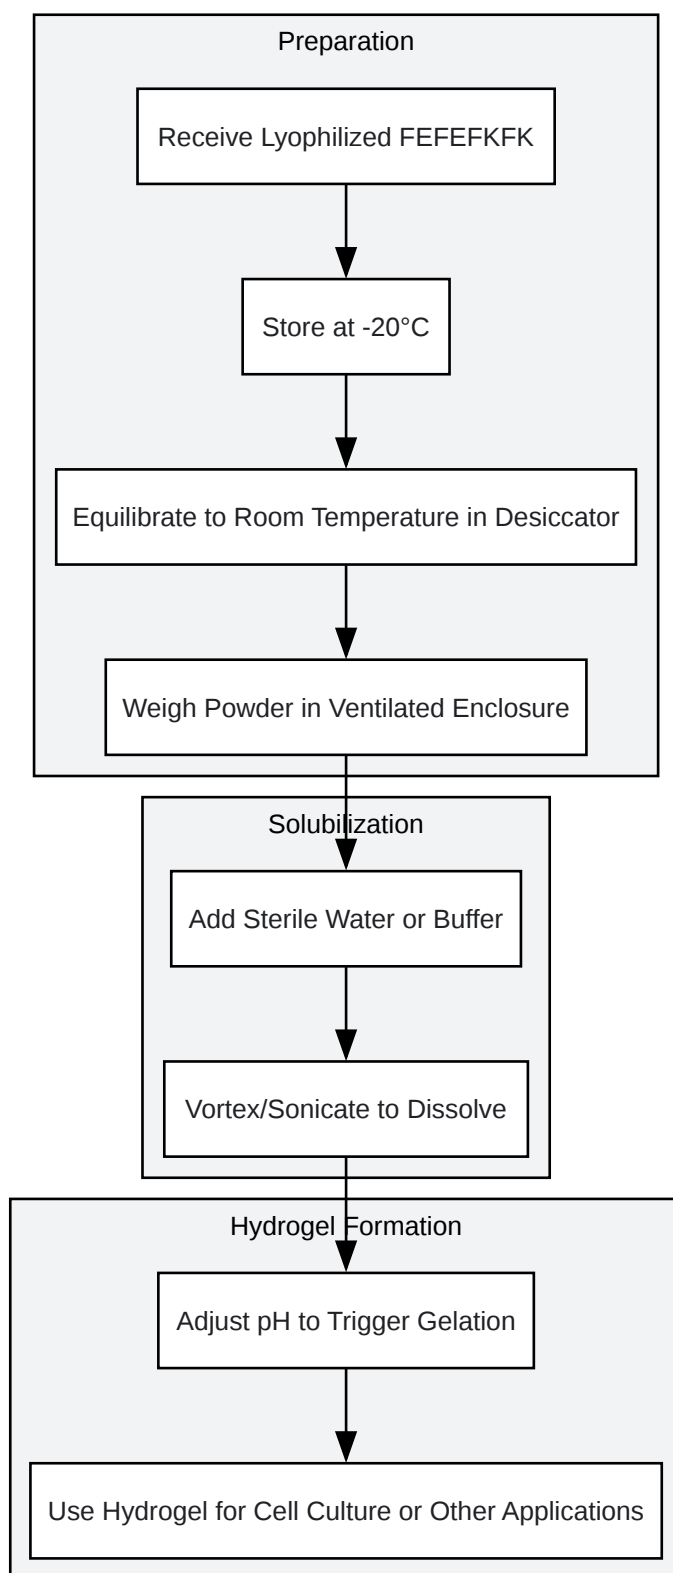 Preparation
Receive Lyophilized FEFEFKFK
Store at -20°C
Equilibrate to Room Temperature in Desiccator
Weigh Powder in Ventilated Enclosure
Solubilization
Add Sterile Water or Buffer
Vortex/Sonicate to Dissolve
Hydrogel Formation
Adjust pH to Trigger Gelation
Use Hydrogel for Cell Culture or Other Applications